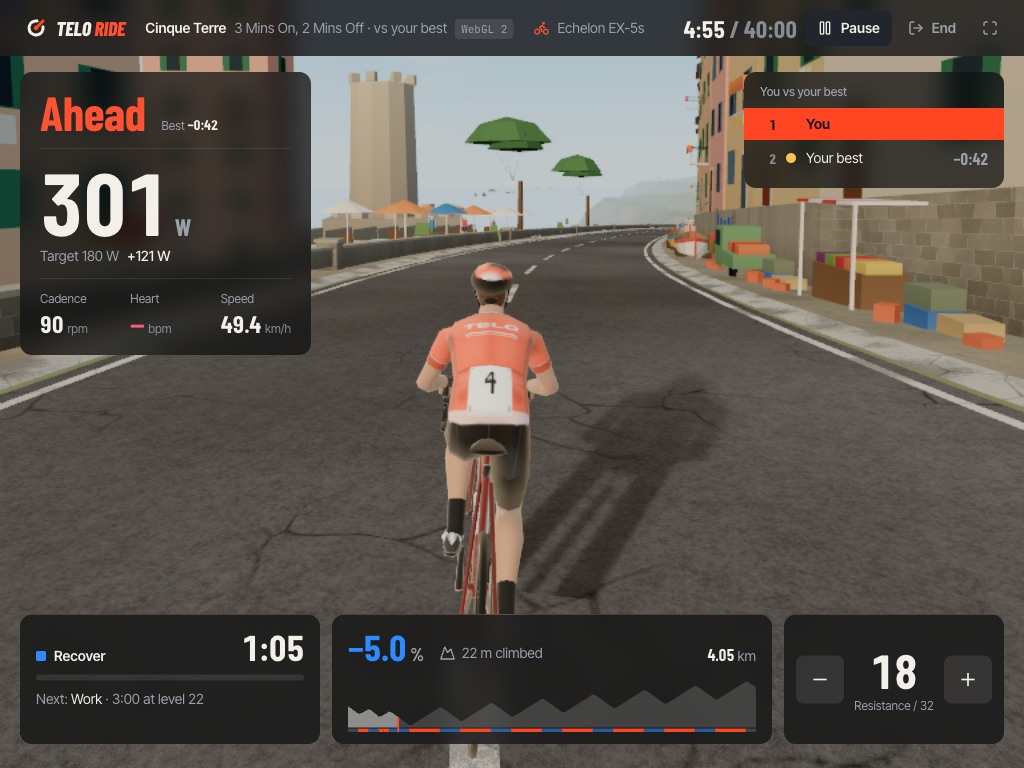 TELO RIDE Cinque Terre 3 Mins On, 2 Mins Off · vs your best WebGL 2 Echelon EX-5s 4:55 / 40:00 Pause End
Ahead Best −0:42
301 W
Target 180 W +121 W
Cadence Heart Speed
90 rpm — bpm 49.4 km/h
You vs your best
1 You
2 Your best −0:42
TELO
4
Recover 1:05
Next: Work · 3:00 at level 22
−5.0 % 22 m climbed 4.05 km
− 18 +
Resistance / 32